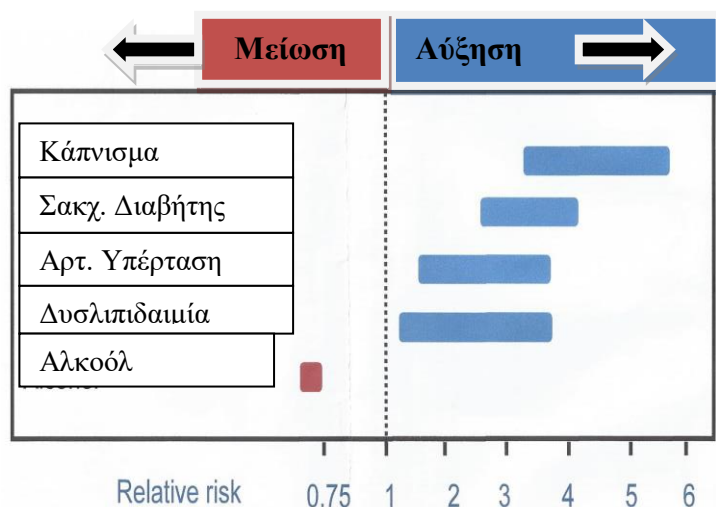 Μείωση Αύξηση
Κάπνισμα
Σακχ. Διαβήτης
Αρτ. Υπέρταση
Δυσλιπιδαιμία
Αλκοόλ
Relative risk 0.75 1 2 3 4 5 6